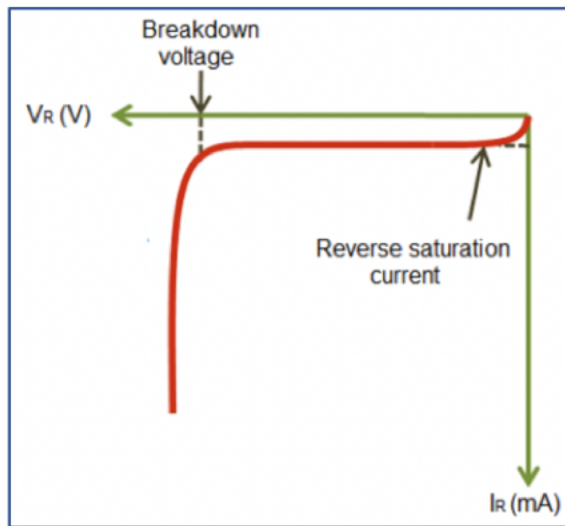 Breakdown
voltage
VR (V)
Reverse saturation
current
IR (mA)